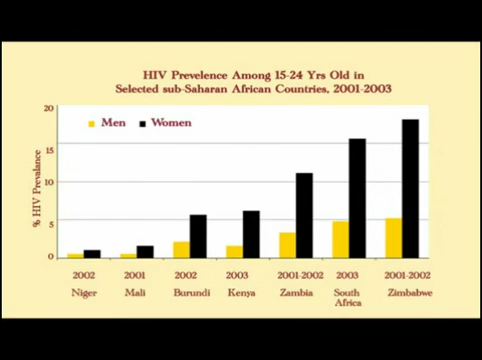 HIV Prevelence Among 15-24 Yrs Old in
Selected sub-Saharan African Countries, 2001-2003
% HIV Prevalance
20
15
10
5
0
Men
Women
2002 2001 2002 2003 2001-2002 2003 2001-2002
Niger Mali Burundi Kenya Zambia South Africa Zimbabwe